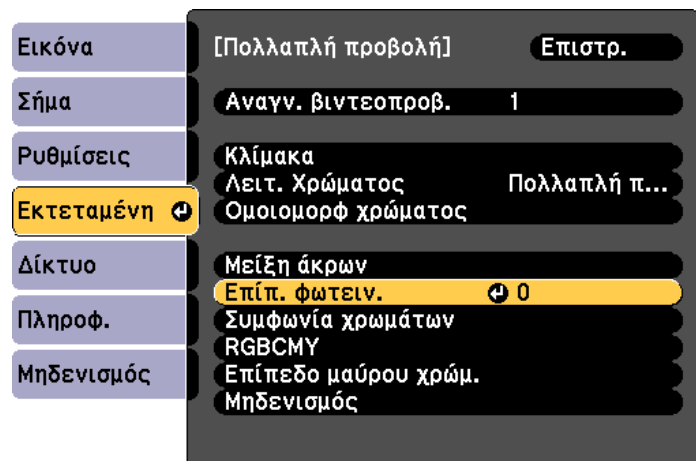 Εικόνα
Σήμα
Ρυθμίσεις
Εκτεταμένη
Δίκτυο
Πληροφ.
Μηδενισμός
[Πολλαπλή προβολή] Επιστρ.
Αναγν. βιντεοπροβ. 1
Κλίμακα
Λειτ. Χρώματος Πολλαπλή π...
Ομοιομορφ χρώματος
Μείξη άκρων
Επίπ. φωτειν. 0
Συμφωνία χρωμάτων
RGBCMY
Επίπεδο μαύρου χρώμ.
Μηδενισμός